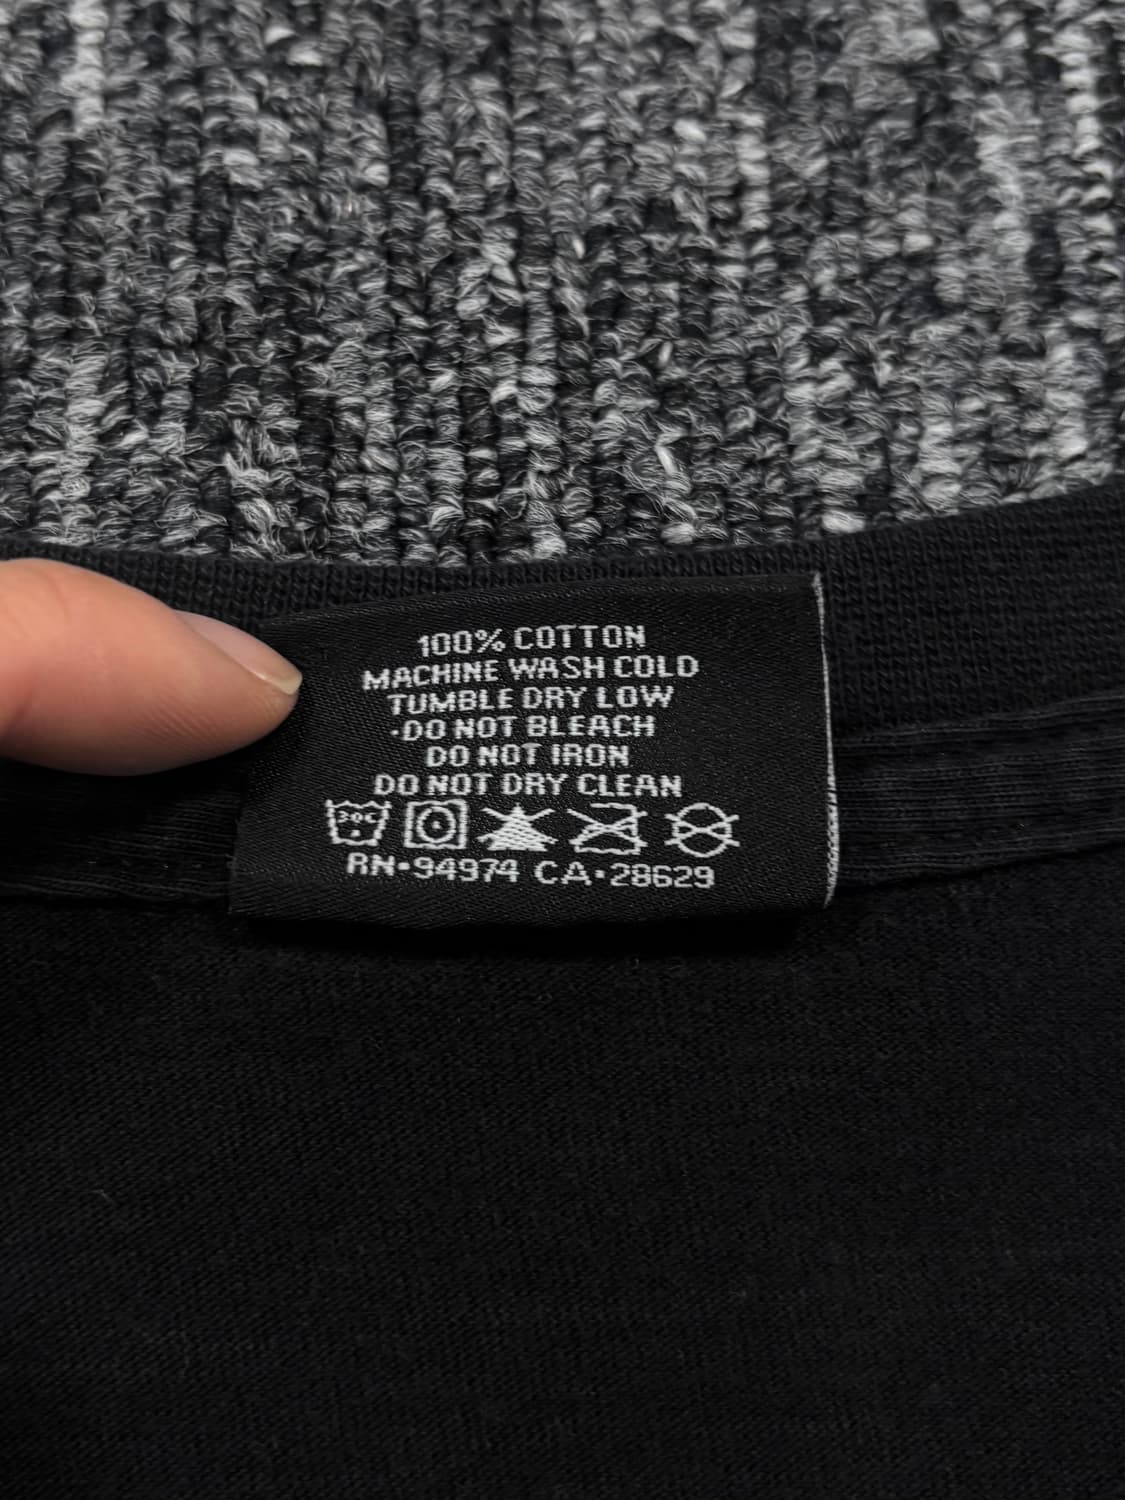 100% COTTON
MACHINE WASH COLD
TUMBLE DRY LOW
·DO NOT BLEACH
DO NOT IRON
DO NOT DRY CLEAN
30C
RN·94974 CA·28629